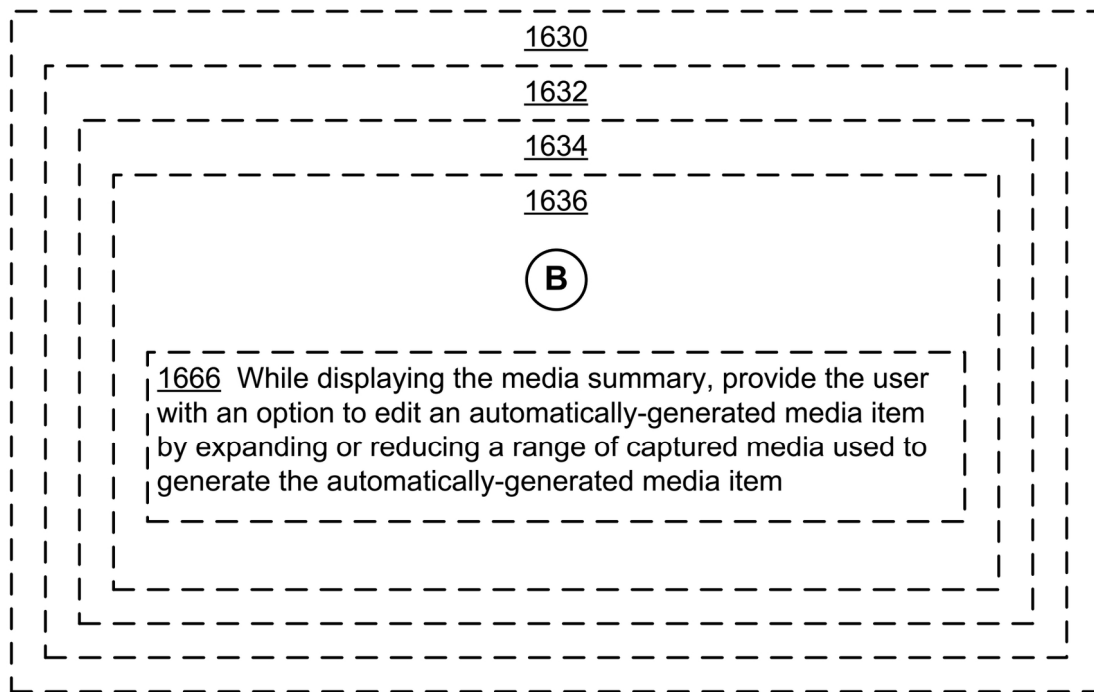 1630
1632
1634
1636
B
1666 While displaying the media summary, provide the user
with an option to edit an automatically-generated media item
by expanding or reducing a range of captured media used to
generate the automatically-generated media item